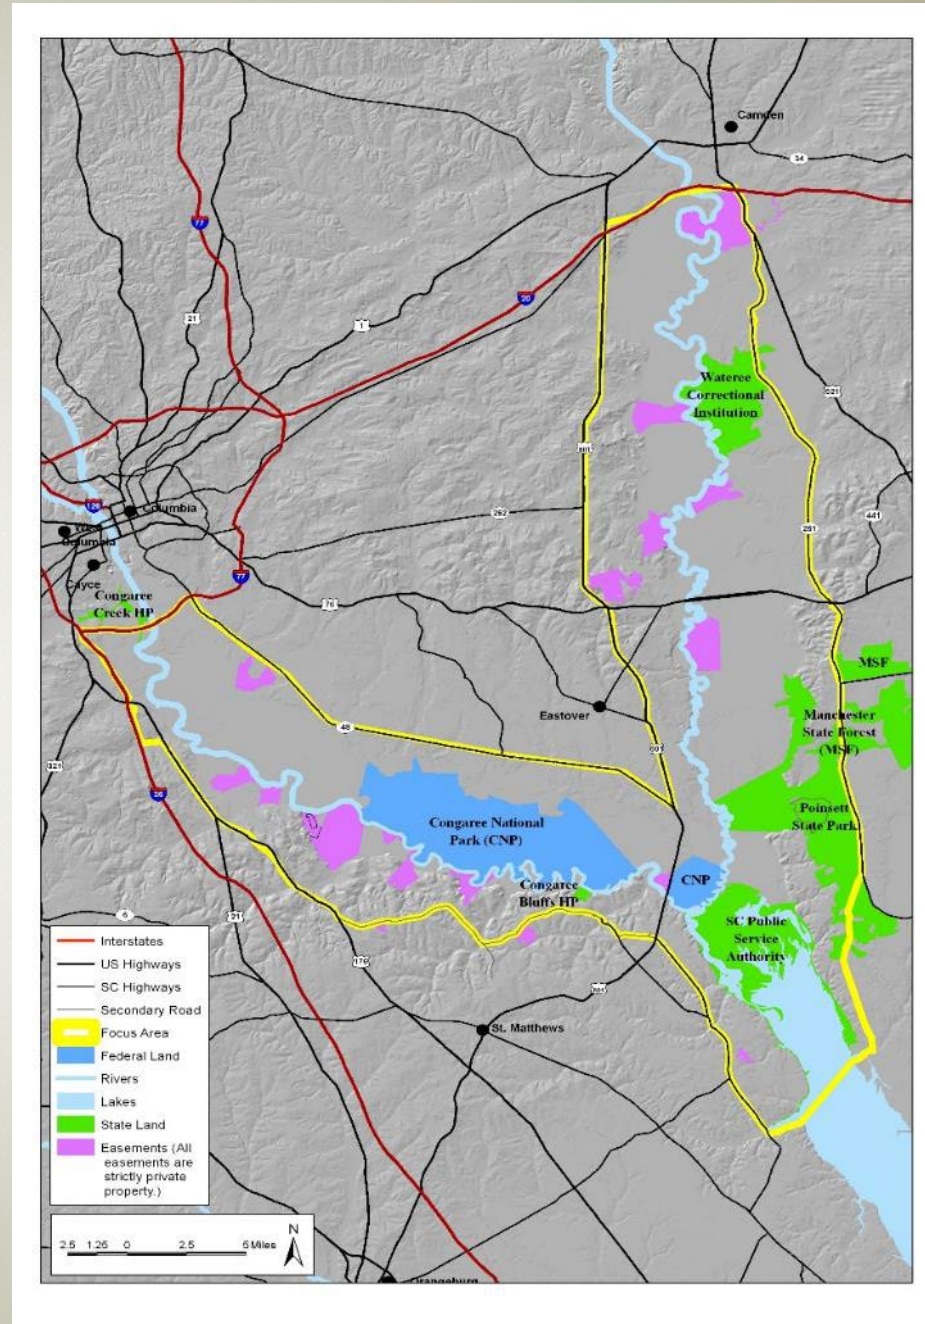 Camden
34
77
20
21
1
Wateree
Correctional
Institution
521
601
262
441
261
126
Columbia
West
Columbia
Cayce
77
Congaree
Creek HP
76
MSF
Manchester
State Forest
(MSF)
Eastover
48
601
321
26
Poinsett
State Park
Congaree National
Park (CNP)
CNP
Congaree
Bluffs HP
SC Public
Service
Authority
6
21
176
601
St. Matthews
Interstates
US Highways
SC Highways
Secondary Road
Focus Area
Federal Land
Rivers
Lakes
State Land
Easements (All
easements are
strictly private
property.)
N
2.5 1.25 0 2.5 5 Miles
Orangeburg